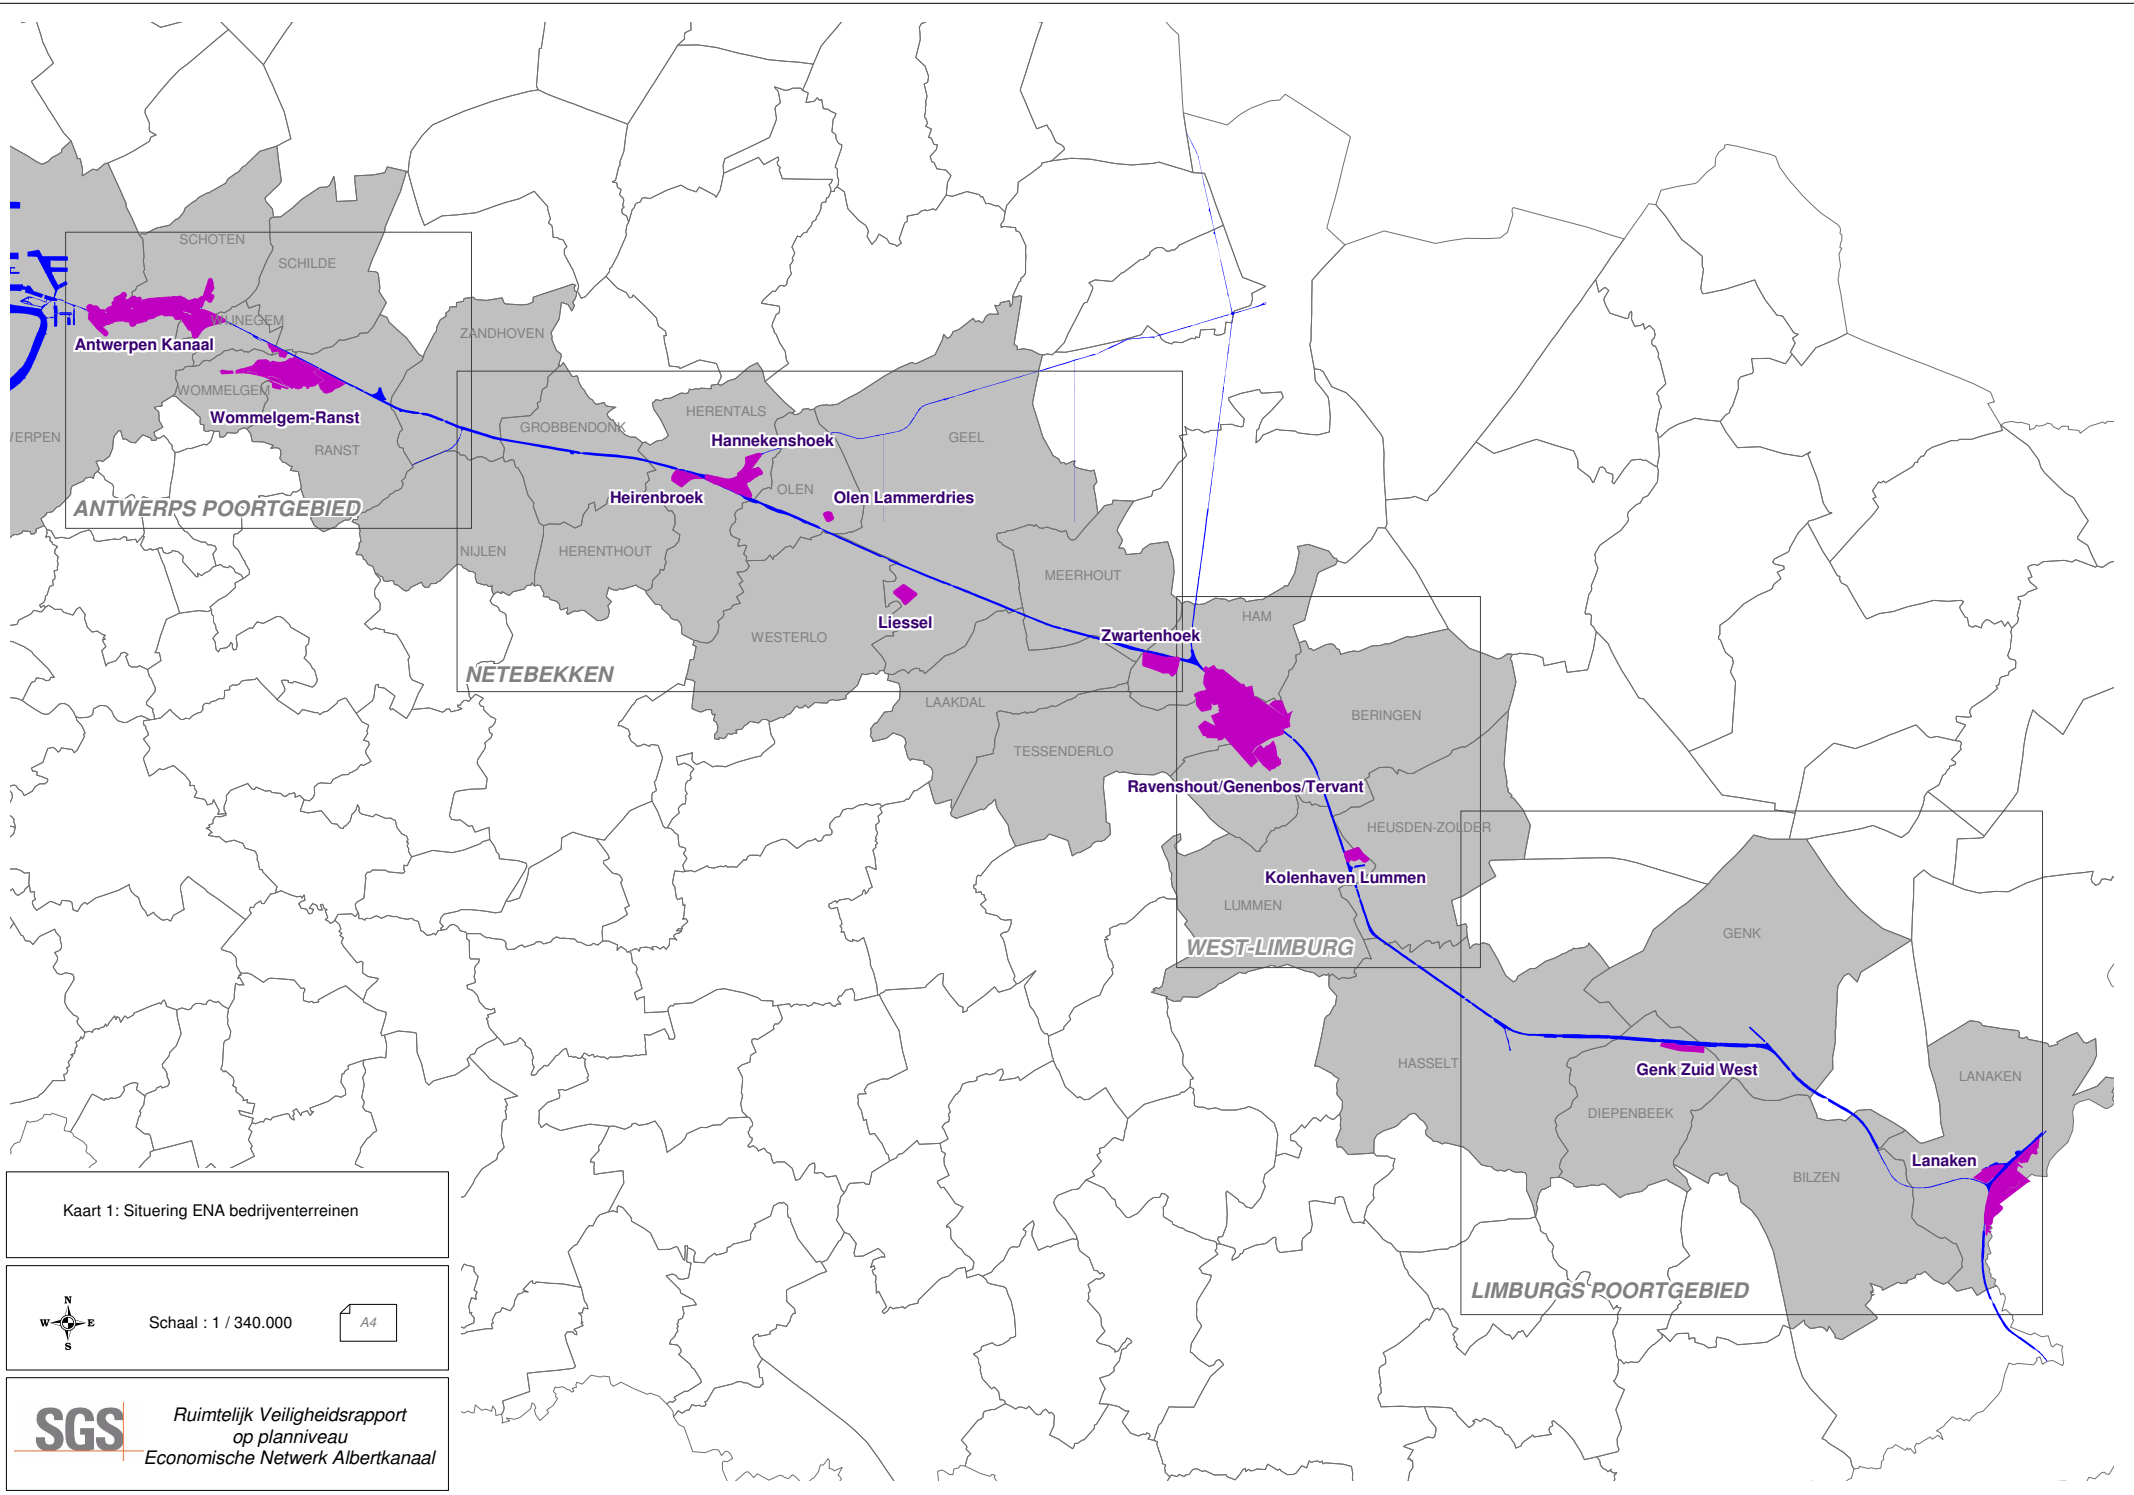 SCHOTEN
SCHILDE
WIJNEGEM
Antwerpen Kanaal
ZANDHOVEN
WOMMELGEM
Wommelgem-Ranst
RANST
ERPEN
ANTWERPS POORTGEBIED
HERENTALS
GROBBENDONK
Hannekenshoek
GEEL
OLEN
Heirenbroek
Olen Lammerdries
NIJLEN
HERENTHOUT
MEERHOUT
HAM
Liessel
WESTERLO
Zwartenhoek
NETEBEKKEN
LAAKDAL
BERINGEN
TESSENDERLO
Ravenshout/Genenbos/Tervant
HEUSDEN-ZOLDER
Kolenhaven Lummen
LUMMEN
WEST-LIMBURG
GENK
HASSELT
Genk Zuid West
LANAKEN
DIEPENBEEK
Lanaken
BILZEN
LIMBURGS POORTGEBIED
Kaart 1: Situering ENA bedrijventerreinen
N
W E
S
Schaal : 1 / 340.000
A4
SGS
Ruimtelijk Veiligheidsrapport
op planniveau
Economische Netwerk Albertkanaal